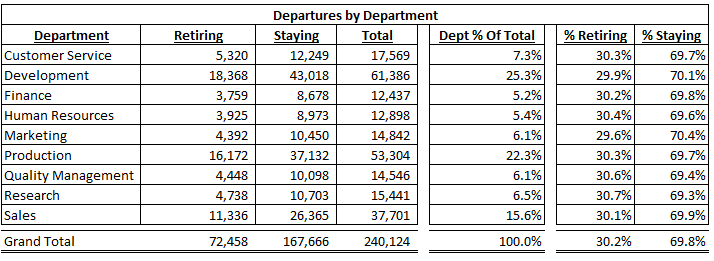 Departures by Department
Department Retiring Staying Total Dept % Of Total % Retiring % Staying
Customer Service 5,320 12,249 17,569 7.3% 30.3% 69.7%
Development 18,368 43,018 61,386 25.3% 29.9% 70.1%
Finance 3,759 8,678 12,437 5.2% 30.2% 69.8%
Human Resources 3,925 8,973 12,898 5.4% 30.4% 69.6%
Marketing 4,392 10,450 14,842 6.1% 29.6% 70.4%
Production 16,172 37,132 53,304 22.3% 30.3% 69.7%
Quality Management 4,448 10,098 14,546 6.1% 30.6% 69.4%
Research 4,738 10,703 15,441 6.5% 30.7% 69.3%
Sales 11,336 26,365 37,701 15.6% 30.1% 69.9%
Grand Total 72,458 167,666 240,124 100.0% 30.2% 69.8%